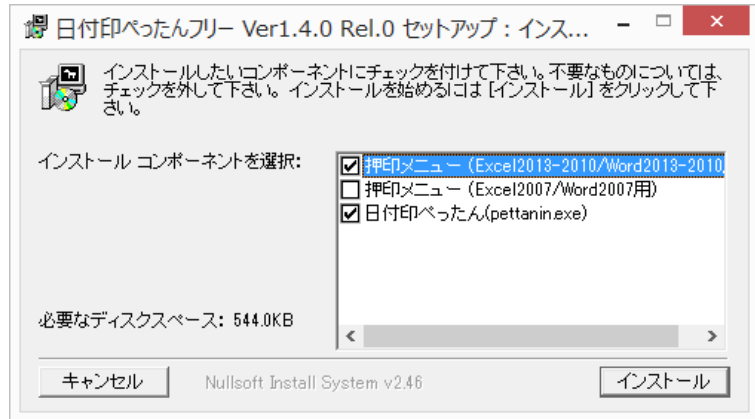 日付印ぺったんフリー Ver1.4.0 Rel.0 セットアップ : インス...
インストールしたいコンポーネントにチェックを付けて下さい。不要なものについては、
チェックを外して下さい。インストールを始めるには [インストール] をクリックして下
さい。
インストール コンポーネントを選択:
押印メニュー (Excel2013-2010/Word2013-2010,
押印メニュー (Excel2007/Word2007用)
日付印ぺったん(pettanin.exe)
必要なディスクスペース: 544.0KB
キャンセル
Nullsoft Install System v2.46
インストール